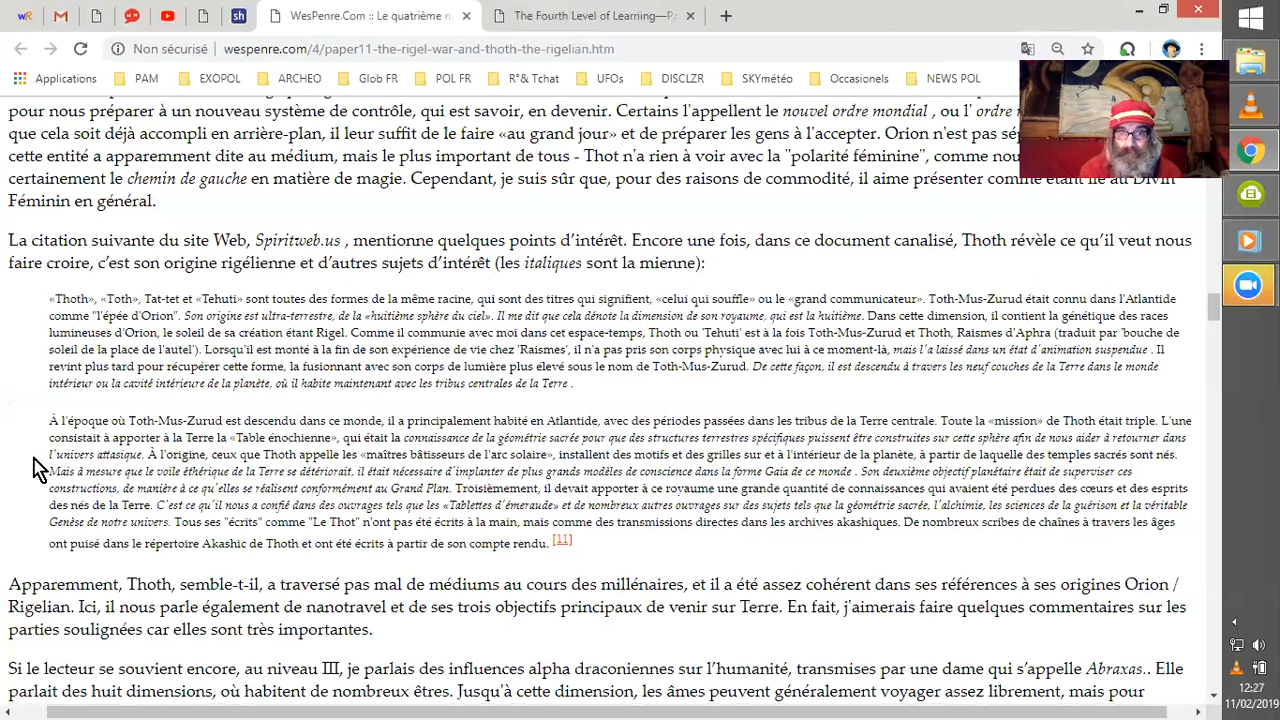 WesPenre.Com :: Le quatrième n
The Fourth Level of Learning—P
Non sécurisé
wespenre.com/4/paper11-the-rigel-war-and-thoth-the-rigelian.htm
Applications
PAM
EXOPOL
ARCHEO
Glob FR
POL FR
R°& Tchat
UFOs
DISCLZR
SKYmétéo
Occasionels
NEWS POL
pour nous préparer à un nouveau système de contrôle, qui est savoir, en devenir. Certains l'appellent le nouvel ordre mondial , ou l' ordre
que cela soit déjà accompli en arrière-plan, il leur suffit de le faire «au grand jour» et de préparer les gens à l'accepter. Orion n'est pas
cette entité a apparemment dite au médium, mais le plus important de tous - Thot n'a rien à voir avec la "polarité féminine", comme
certainement le chemin de gauche en matière de magie. Cependant, je suis sûr que, pour des raisons de commodité, il aime présenter comme étant lié au Divin
Féminin en général.
La citation suivante du site Web, Spiritweb.us , mentionne quelques points d'intérêt. Encore une fois, dans ce document canalisé, Thoth révèle ce qu'il veut nous
faire croire, c'est son origine rigélienne et d'autres sujets d'intérêt (les italiques sont la mienne):
«Thoth», «Toth», Tat-tet et «Tehuti» sont toutes des formes de la même racine, qui sont des titres qui signifient, «celui qui souffle» ou le «grand communicateur». Toth-Mus-Zurud était connu dans l'Atlantide
comme "l'épée d'Orion". Son origine est ultra-terrestre, de la «huitième sphère du ciel». Il me dit que cela dénote la dimension de son royaume, qui est la huitième. Dans cette dimension, il contient la génétique des races
lumineuses d'Orion, le soleil de sa création étant Rigel. Comme il communie avec moi dans cet espace-temps, Thoth ou 'Tehuti' est à la fois Toth-Mus-Zurud et Thoth, Raismes d'Aphra (traduit par 'bouche de
soleil de la place de l'autel'). Lorsqu'il est monté à la fin de son expérience de vie chez 'Raismes', il n'a pas pris son corps physique avec lui à ce moment-là, mais l'a laissé dans un état d'animation suspendue . Il
revint plus tard pour récupérer cette forme, la fusionnant avec son corps de lumière plus élevé sous le nom de Toth-Mus-Zurud. De cette façon, il est descendu à travers les neuf couches de la Terre dans le monde
intérieur ou la cavité intérieure de la planète, où il habite maintenant avec les tribus centrales de la Terre .
À l'époque où Toth-Mus-Zurud est descendu dans ce monde, il a principalement habité en Atlantide, avec des périodes passées dans les tribus de la Terre centrale. Toute la «mission» de Thoth était triple. L'une
consistait à apporter à la Terre la «Table énochienne», qui était la connaissance de la géométrie sacrée pour que des structures terrestres spécifiques puissent être construites sur cette sphère afin de nous aider à retourner dans
l'univers attasique. À l'origine, ceux que Thoth appelle les «maîtres bâtisseurs de l'arc solaire», installent des motifs et des grilles sur et à l'intérieur de la planète, à partir de laquelle des temples sacrés sont nés.
Mais à mesure que le voile éthérique de la Terre se détériorait, il était nécessaire d'implanter de plus grands modèles de conscience dans la forme Gaia de ce monde . Son deuxième objectif planétaire était de superviser ces
constructions, de manière à ce qu'elles se réalisent conformément au Grand Plan. Troisièmement, il devait apporter à ce royaume une grande quantité de connaissances qui avaient été perdues des cœurs et des esprits
des nés de la Terre. C'est ce qu'il nous a confié dans des ouvrages tels que les «Tablettes d'émeraude» et de nombreux autres ouvrages sur des sujets tels que la géométrie sacrée, l'alchimie, les sciences de la guérison et la véritable
Genèse de notre univers. Tous ses "écrits" comme "Le Thot" n'ont pas été écrits à la main, mais comme des transmissions directes dans les archives akashiques. De nombreux scribes de chaînes à travers les âges
ont puisé dans le répertoire Akashic de Thoth et ont été écrits à partir de son compte rendu. [11]
Apparemment, Thoth, semble-t-il, a traversé pas mal de médiums au cours des millénaires, et il a été assez cohérent dans ses références à ses origines Orion /
Rigelian. Ici, il nous parle également de nanotravel et de ses trois objectifs principaux de venir sur Terre. En fait, j'aimerais faire quelques commentaires sur les
parties soulignées car elles sont très importantes.
Si le lecteur se souvient encore, au niveau III, je parlais des influences alpha draconiennes sur l'humanité, transmises par une dame qui s'appelle Abraxas.. Elle
parlait des huit dimensions, où habitent de nombreux êtres. Jusqu'à cette dimension, les âmes peuvent généralement voyager assez librement, mais pour
12:27
11/02/2019